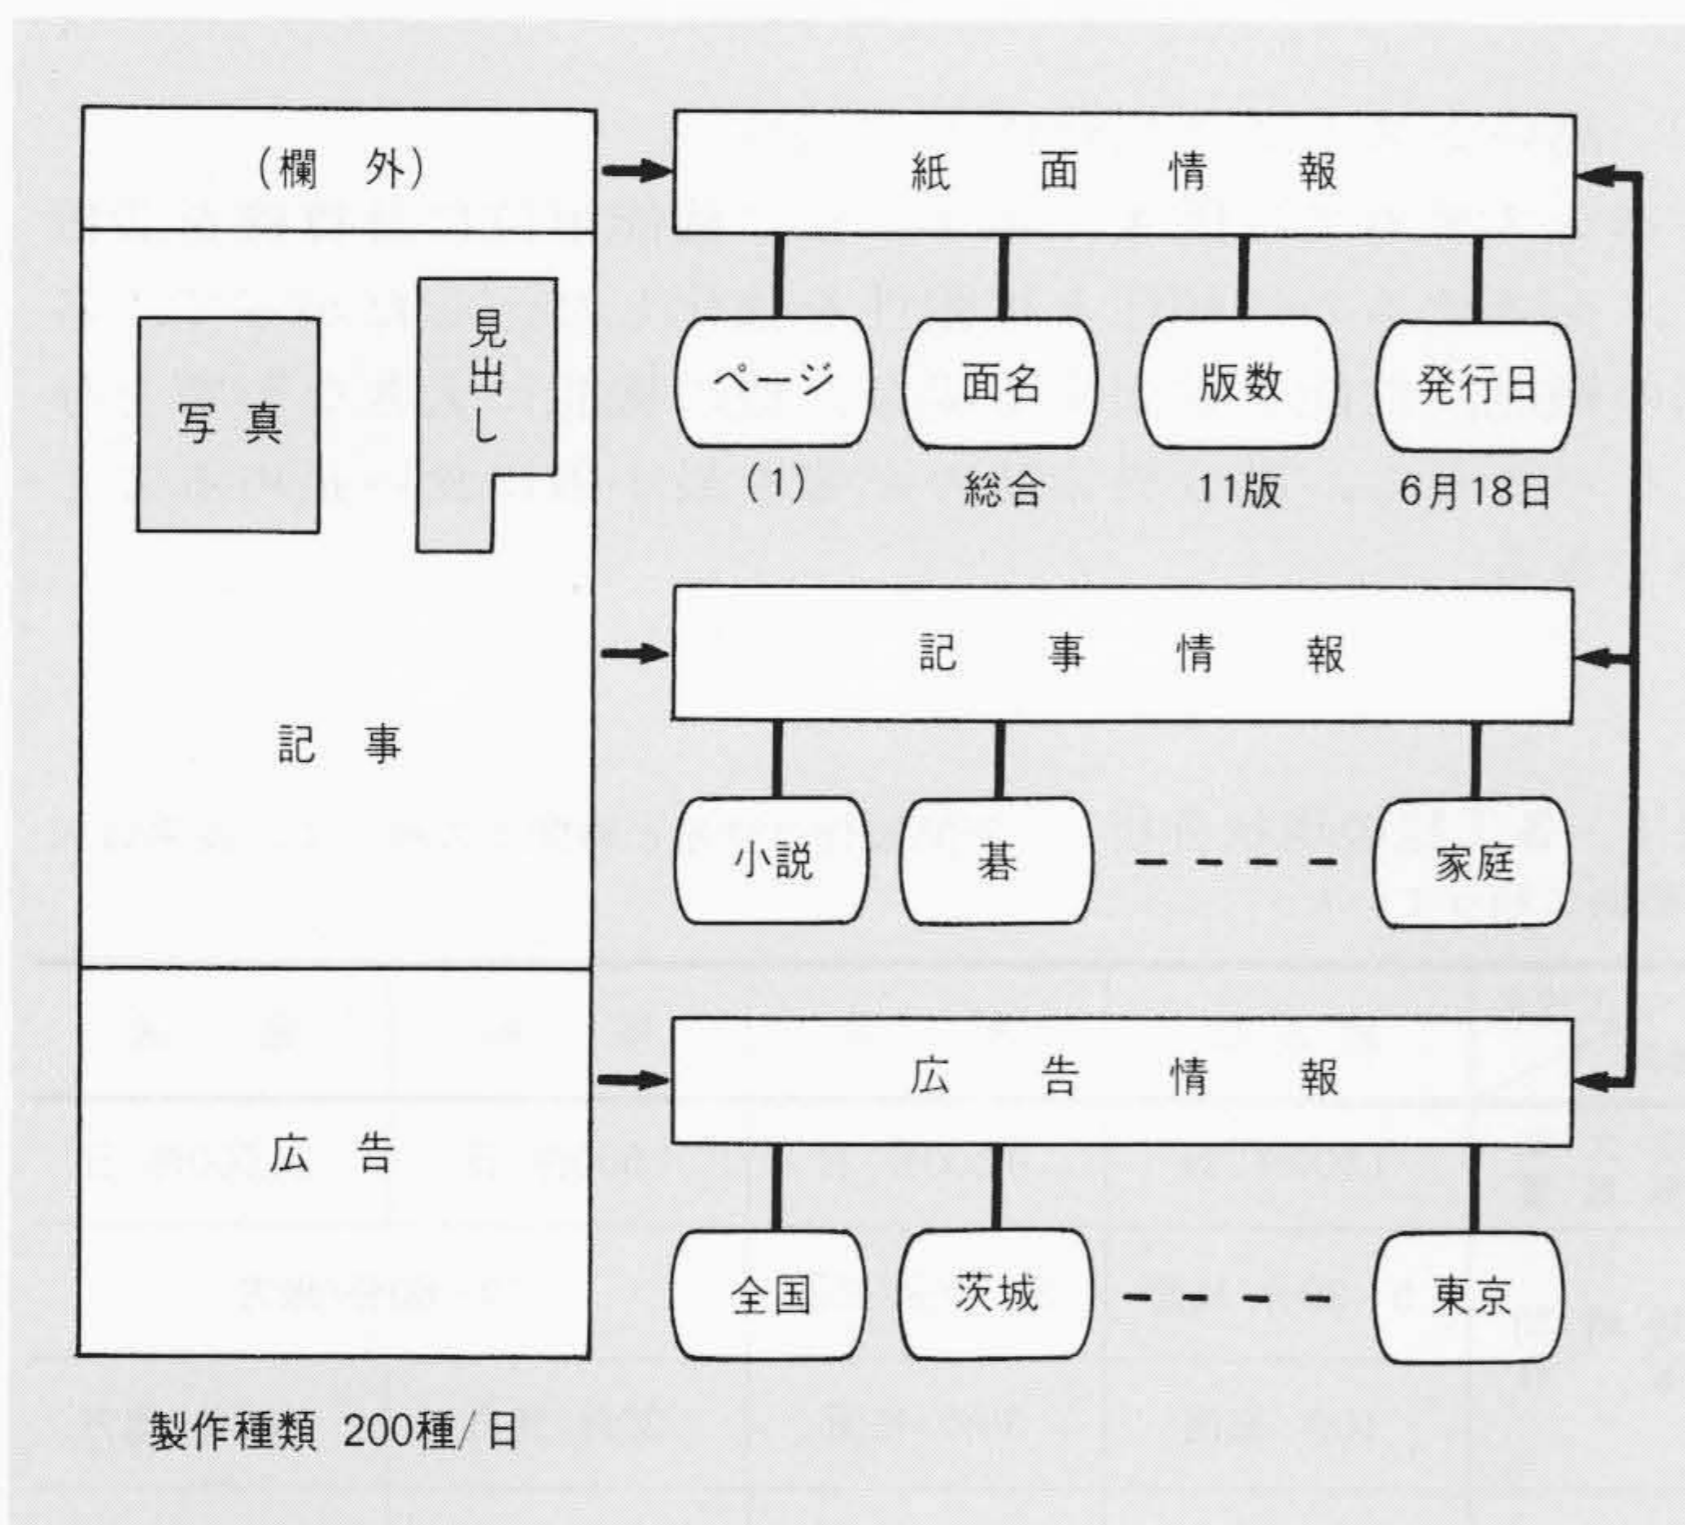 (欄 外)
写 真
見出し
記 事
広 告
製作種類 200種/日
紙 面 情 報
ページ
面名
版数
発行日
(1)
総合
11版
6月18日
記 事 情 報
小説
碁
家庭
広 告 情 報
全国
茨城
東京